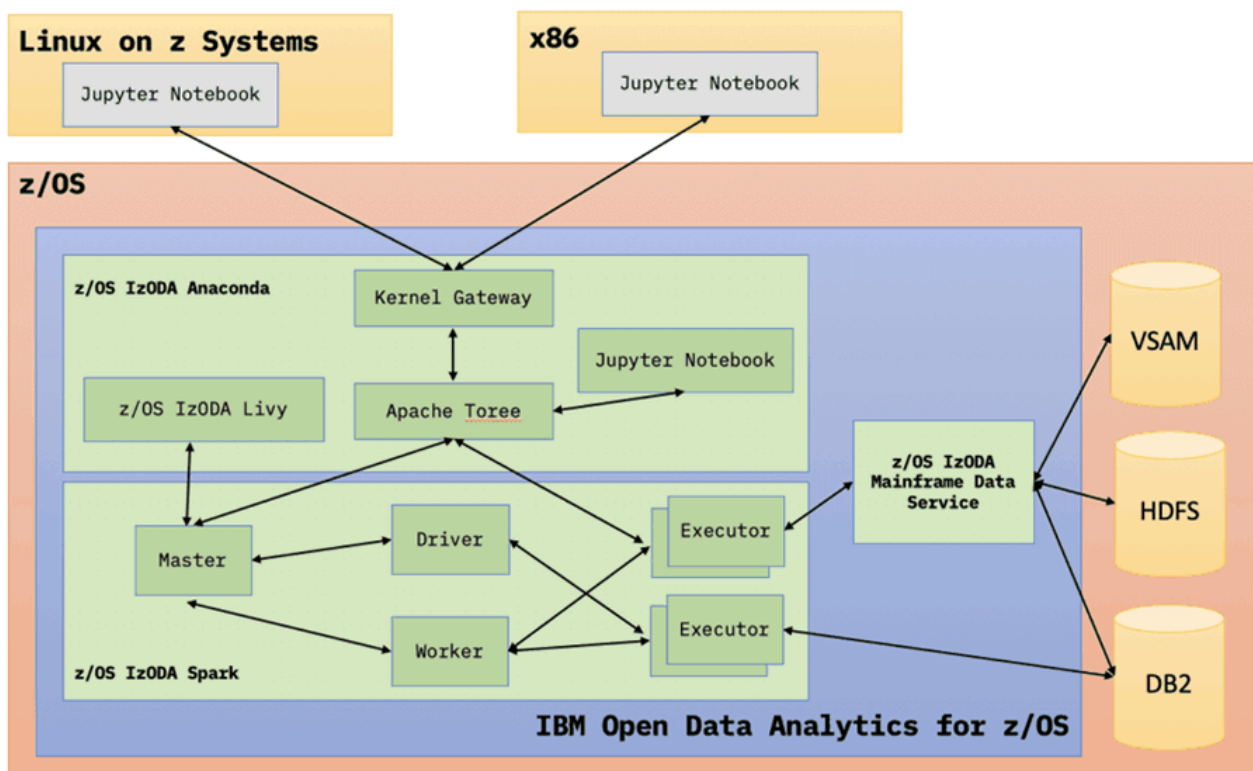 Linux on z Systems
Jupyter Notebook
x86
Jupyter Notebook
z/OS
z/OS IzODA Anaconda
Kernel Gateway
Jupyter Notebook
z/OS IzODA Livy
Apache Toree
z/OS IzODA
Mainframe Data
Service
VSAM
HDFS
DB2
Master
Driver
Executor
Worker
Executor
z/OS IzODA Spark
IBM Open Data Analytics for z/OS